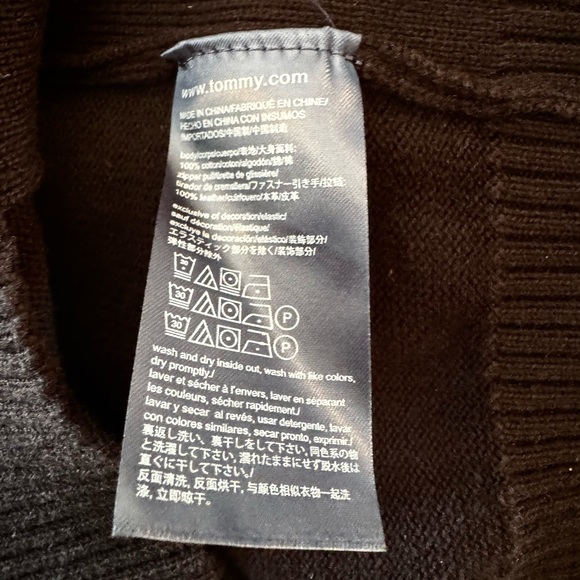 www.tommy.com
MADE IN CHINA/FABRIQUÉ EN CHINE/
HECHO EN CHINA CON INSUMOS
IMPORTADOS/中国製/中国制造
body/corps/cuerpo/表地/大身面料:
100% cotton/coton/algodón/綿/棉
zipper pull/tirette de glissière/
tirador de cremallera/ファスナー引き手/拉链:
100% leather/cuir/cuero/本革/皮革
exclusive of decoration/elastic/
sauf décoration/élastique/
excluye la decoración/elástico/装飾部分/
エラスティック部分を除く/装饰部分/
弹性部分除外
30
30 P
30 P
wash and dry inside out, wash with like colors,
dry promptly./
laver et sécher à l'envers, laver en séparant
les couleurs, sécher rapidement./
lavar y secar al revés, usar detergente, lavar
con colores similares, secar pronto, exprimir./
裏返し洗い、裏干しをして下さい, 同色系の物
と洗濯して下さい, 濡れたままにせず脱水後は
直ぐに干して下さい./
反面清洗, 反面烘干, 与颜色相似衣物一起洗
涤, 立即晾干.